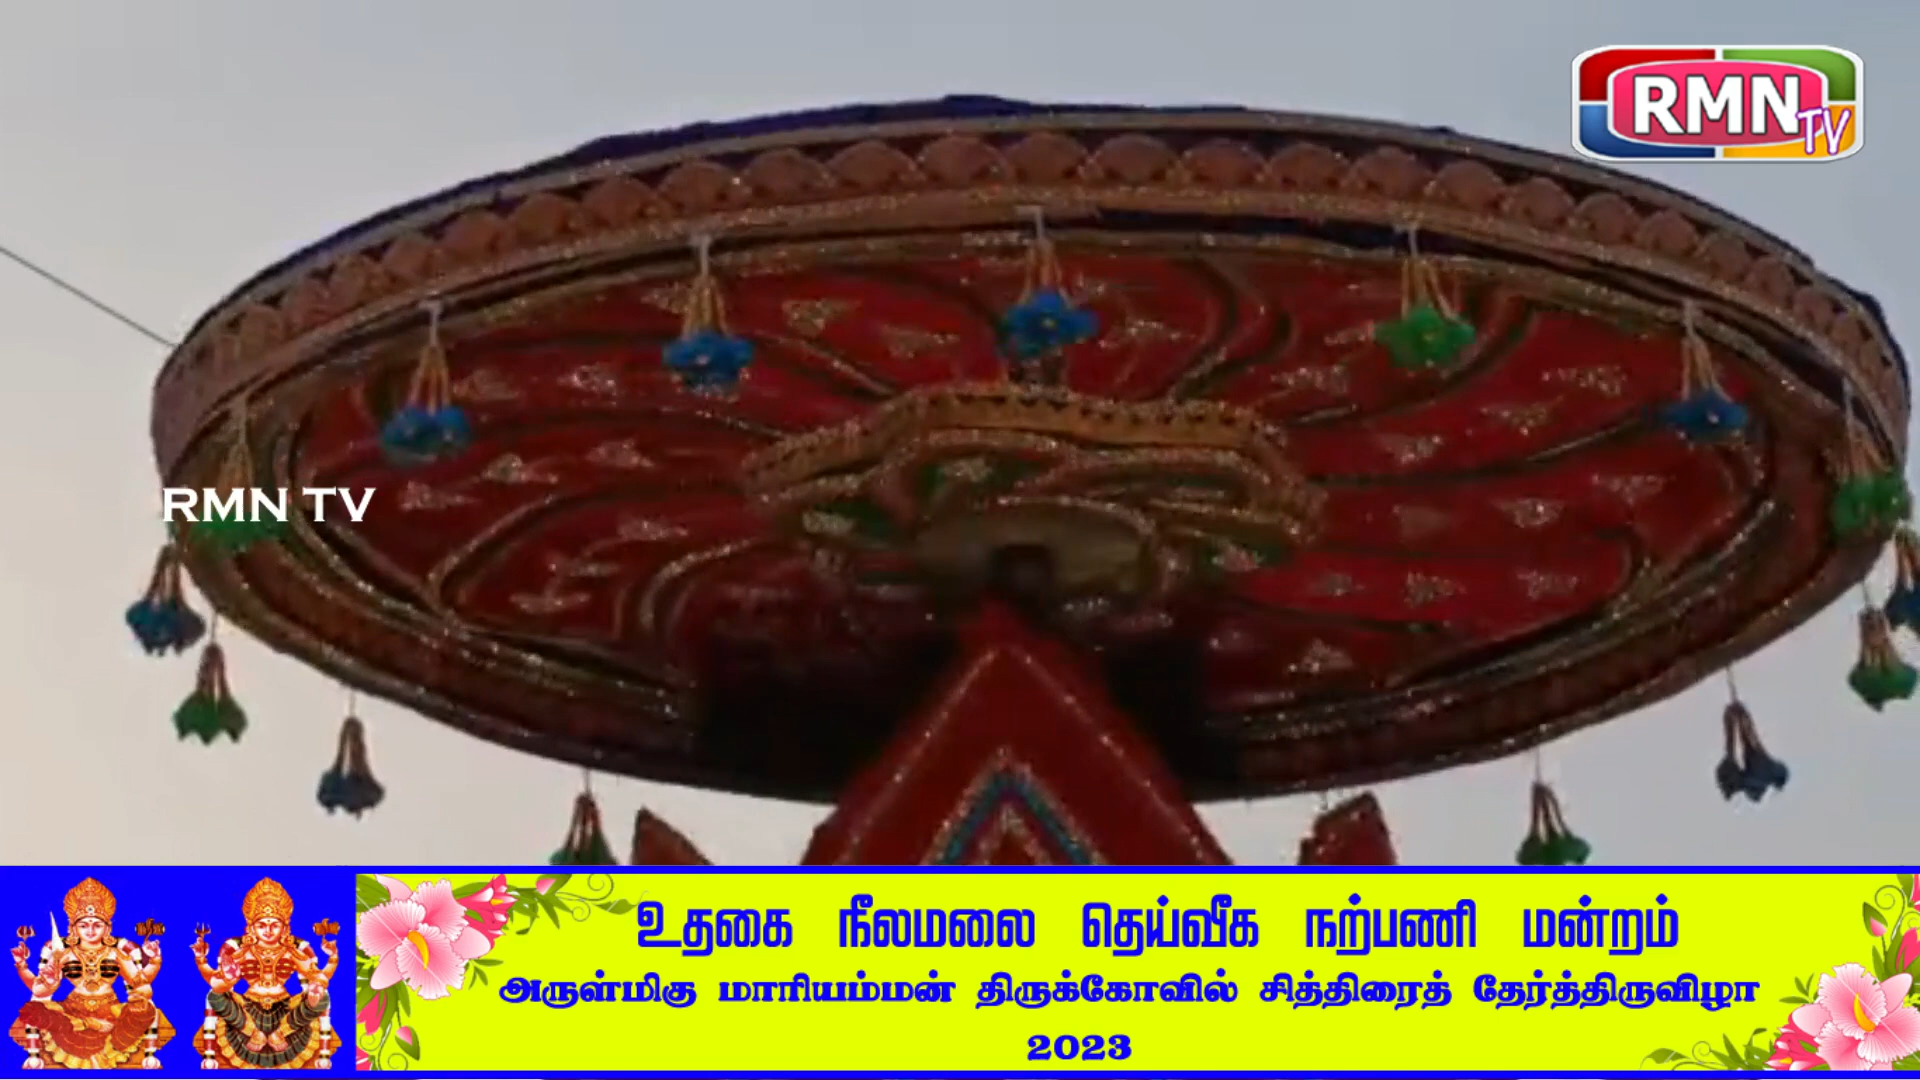 RMN TV
RMN TV
உதகை நீலமலை தெய்வீக நற்பணி மன்றம்
அருள்மிகு மாரியம்மன் திருக்கோவில் சித்திரைத் தேர்த்திருவிழா
2023